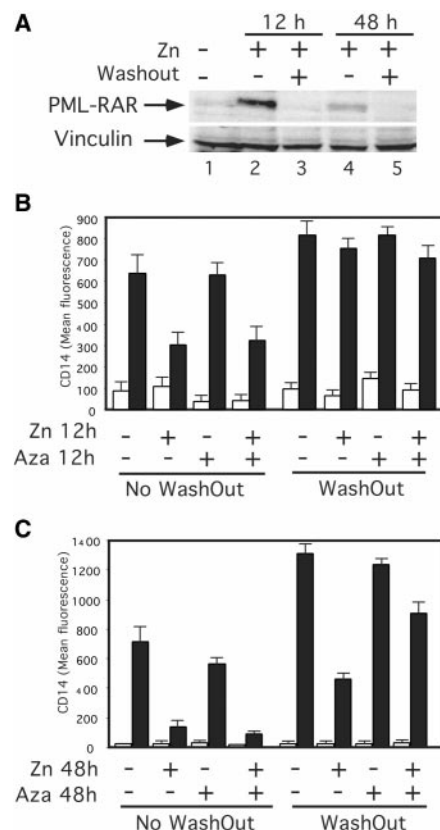 A
12 h 48 h
Zn - + + + +
Washout - + - +
PML-RAR
Vinculin
1 2 3 4 5
B
CD14 (Mean fluorescence)
900
800
700
600
500
400
300
200
100
0
Zn 12h - + - + - + - +
Aza 12h - - + + - - + +
No WashOut WashOut
C
CD14 (Mean fluorescence)
1400
1200
1000
800
600
400
200
0
Zn 48h - + - + - + - +
Aza 48h - - + + - - + +
No WashOut WashOut